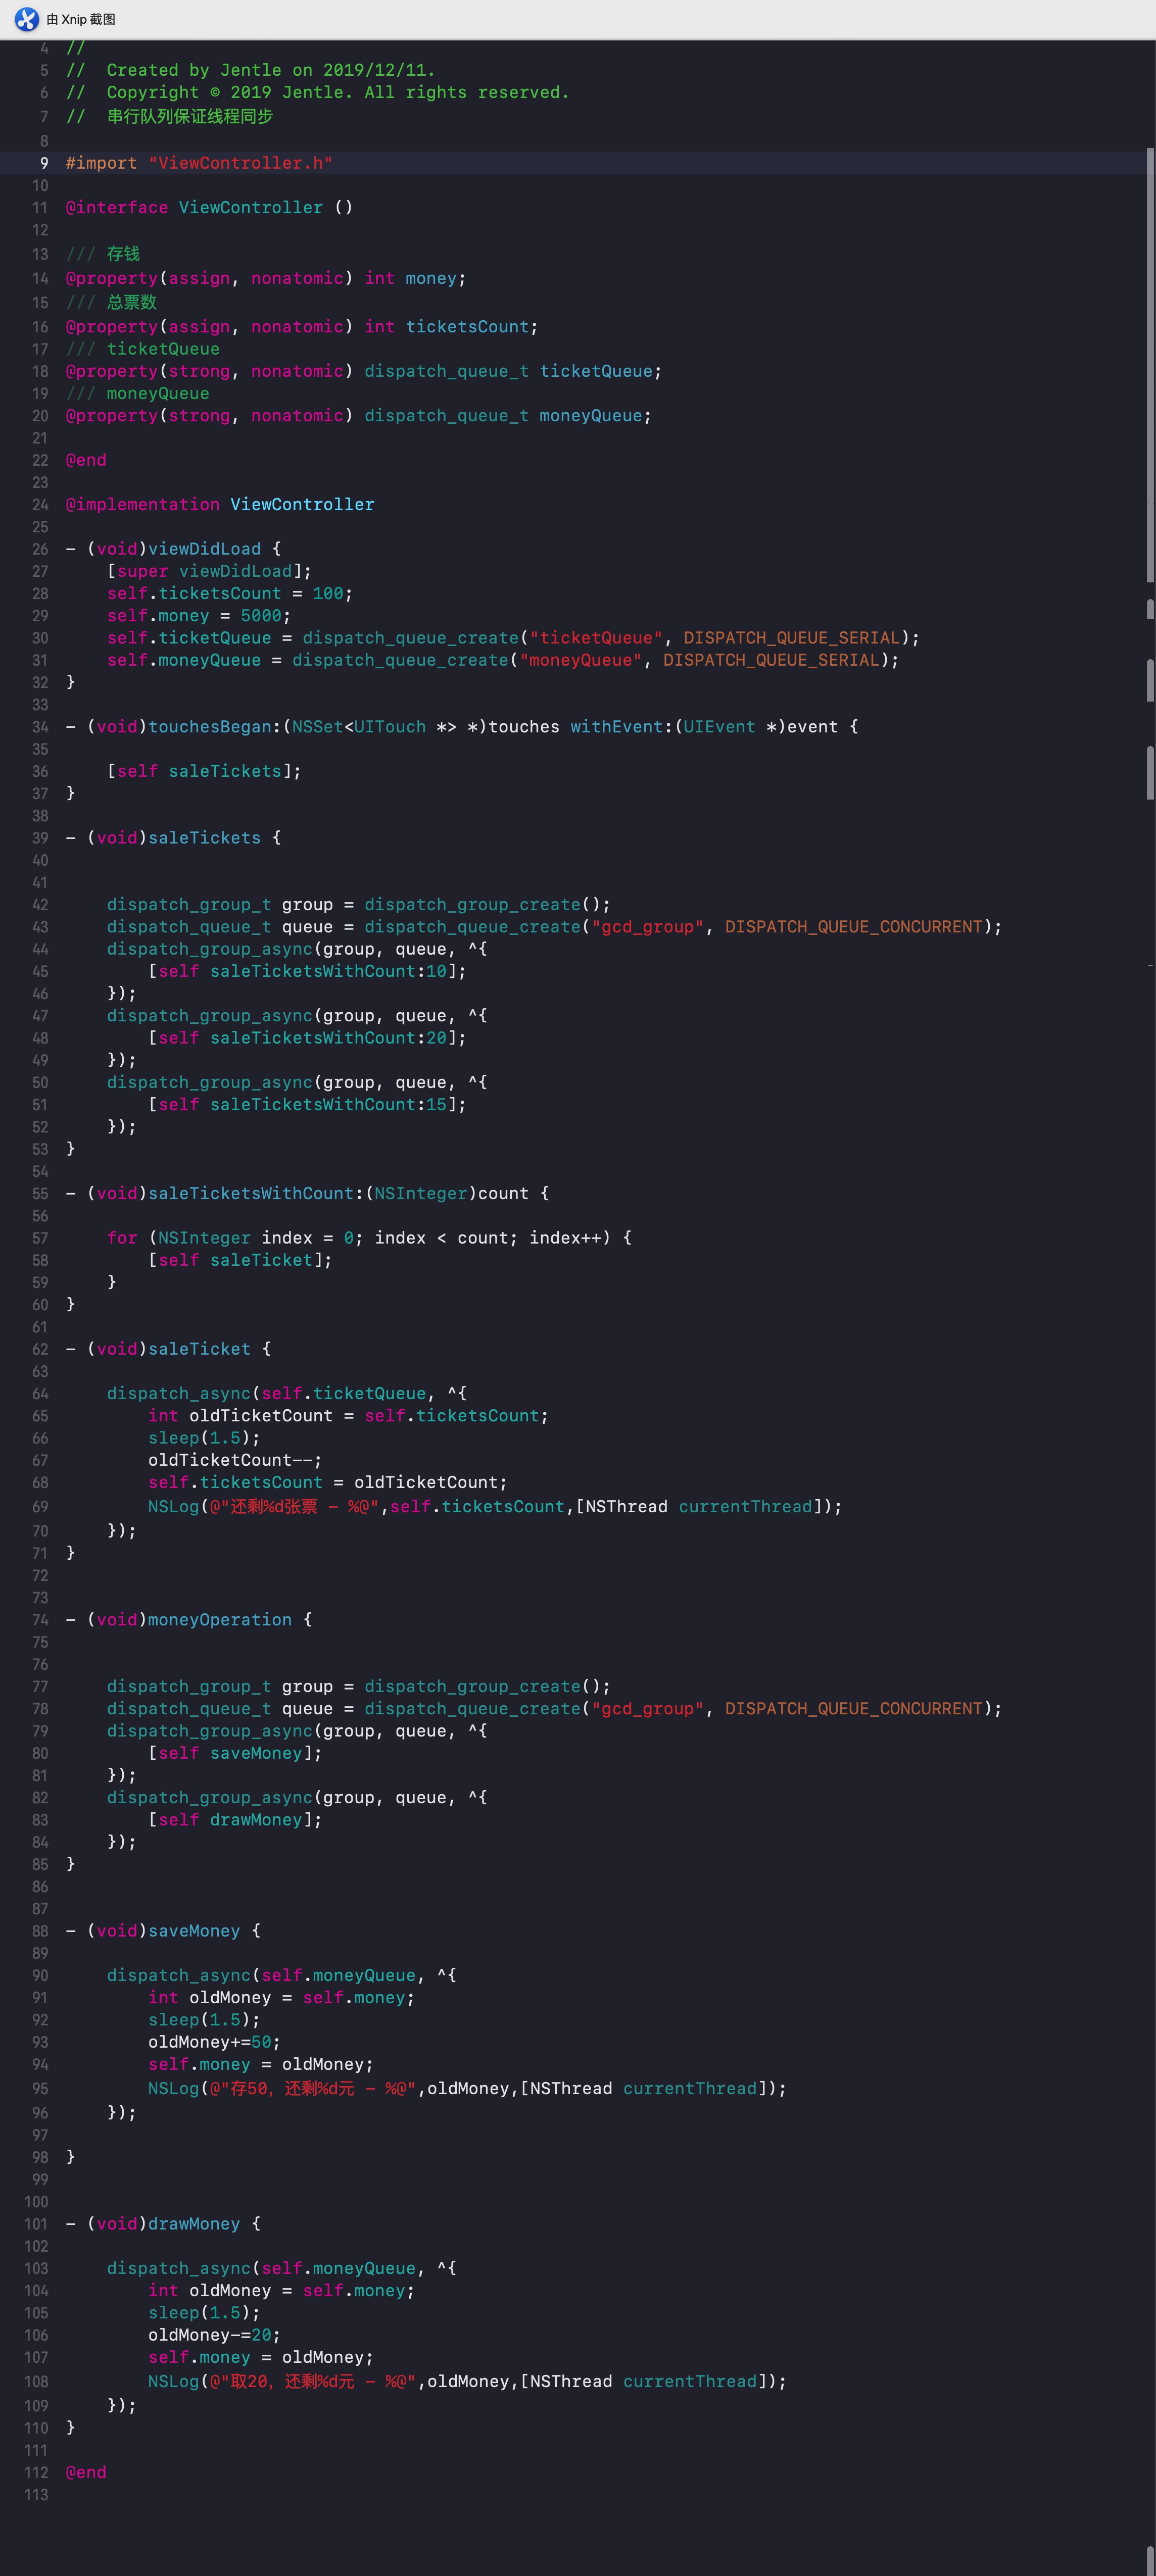 由 Xnip 截图
4 //
5 //  Created by Jentle on 2019/12/11.
6 //  Copyright © 2019 Jentle. All rights reserved.
7 //  串行队列保证线程同步
8
9 #import "ViewController.h"
10
11 @interface ViewController ()
12
13 /// 存钱
14 @property(assign, nonatomic) int money;
15 /// 总票数
16 @property(assign, nonatomic) int ticketsCount;
17 /// ticketQueue
18 @property(strong, nonatomic) dispatch_queue_t ticketQueue;
19 /// moneyQueue
20 @property(strong, nonatomic) dispatch_queue_t moneyQueue;
21
22 @end
23
24 @implementation ViewController
25
26 - (void)viewDidLoad {
27     [super viewDidLoad];
28     self.ticketsCount = 100;
29     self.money = 5000;
30     self.ticketQueue = dispatch_queue_create("ticketQueue", DISPATCH_QUEUE_SERIAL);
31     self.moneyQueue = dispatch_queue_create("moneyQueue", DISPATCH_QUEUE_SERIAL);
32 }
33
34 - (void)touchesBegan:(NSSet<UITouch *> *)touches withEvent:(UIEvent *)event {
35
36     [self saleTickets];
37 }
38
39 - (void)saleTickets {
40
41
42     dispatch_group_t group = dispatch_group_create();
43     dispatch_queue_t queue = dispatch_queue_create("gcd_group", DISPATCH_QUEUE_CONCURRENT);
44     dispatch_group_async(group, queue, ^{
45         [self saleTicketsWithCount:10];
46     });
47     dispatch_group_async(group, queue, ^{
48         [self saleTicketsWithCount:20];
49     });
50     dispatch_group_async(group, queue, ^{
51         [self saleTicketsWithCount:15];
52     });
53 }
54
55 - (void)saleTicketsWithCount:(NSInteger)count {
56
57     for (NSInteger index = 0; index < count; index++) {
58         [self saleTicket];
59     }
60 }
61
62 - (void)saleTicket {
63
64     dispatch_async(self.ticketQueue, ^{
65         int oldTicketCount = self.ticketsCount;
66         sleep(1.5);
67         oldTicketCount--;
68         self.ticketsCount = oldTicketCount;
69         NSLog(@"还剩%d张票 - %@",self.ticketsCount,[NSThread currentThread]);
70     });
71 }
72
73
74 - (void)moneyOperation {
75
76
77     dispatch_group_t group = dispatch_group_create();
78     dispatch_queue_t queue = dispatch_queue_create("gcd_group", DISPATCH_QUEUE_CONCURRENT);
79     dispatch_group_async(group, queue, ^{
80         [self saveMoney];
81     });
82     dispatch_group_async(group, queue, ^{
83         [self drawMoney];
84     });
85 }
86
87
88 - (void)saveMoney {
89
90     dispatch_async(self.moneyQueue, ^{
91         int oldMoney = self.money;
92         sleep(1.5);
93         oldMoney+=50;
94         self.money = oldMoney;
95         NSLog(@"存50，还剩%d元 - %@",oldMoney,[NSThread currentThread]);
96     });
97
98 }
99
100
101 - (void)drawMoney {
102
103     dispatch_async(self.moneyQueue, ^{
104         int oldMoney = self.money;
105         sleep(1.5);
106         oldMoney-=20;
107         self.money = oldMoney;
108         NSLog(@"取20，还剩%d元 - %@",oldMoney,[NSThread currentThread]);
109     });
110 }
111
112 @end
113